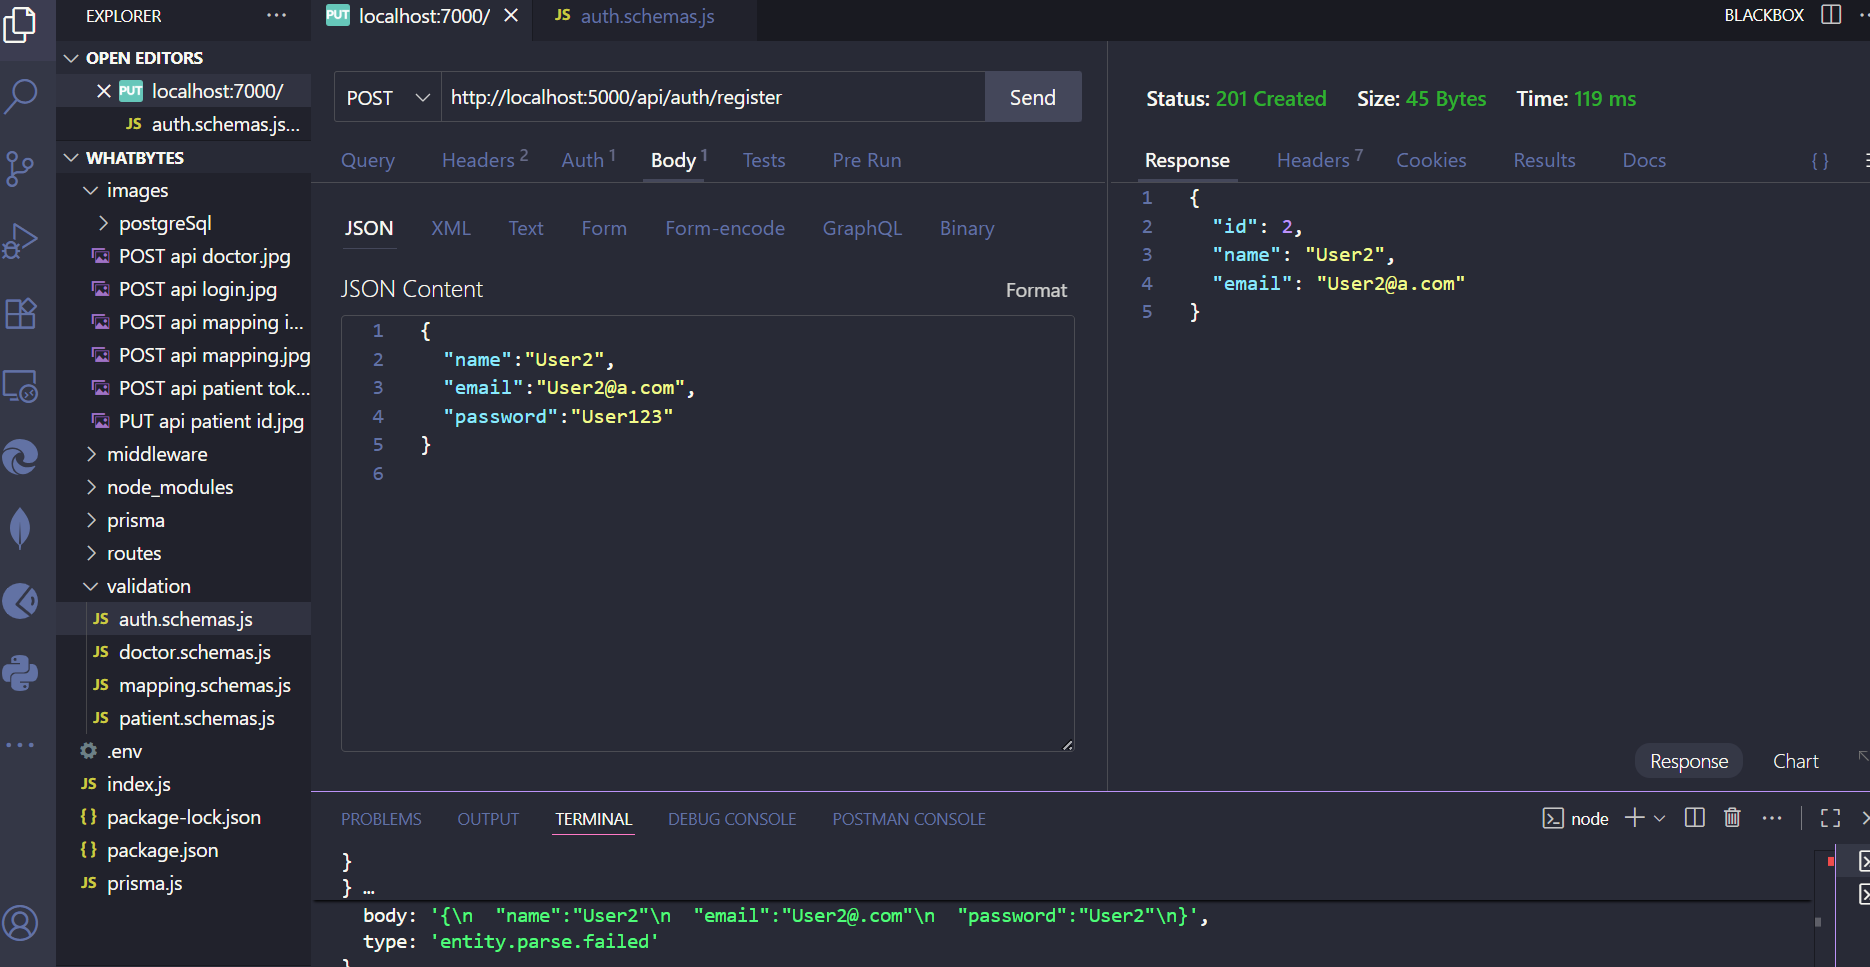 EXPLORER
OPEN EDITORS
PUT localhost:7000/
JS auth.schemas.js...
WHATBYTES
images
postgreSql
POST api doctor.jpg
POST api login.jpg
POST api mapping i...
POST api mapping.jpg
POST api patient tok...
PUT api patient id.jpg
middleware
node_modules
prisma
routes
validation
JS auth.schemas.js
JS doctor.schemas.js
JS mapping.schemas.js
JS patient.schemas.js
.env
JS index.js
{} package-lock.json
{} package.json
JS prisma.js
PUT localhost:7000/
JS auth.schemas.js
BLACKBOX
POST
http://localhost:5000/api/auth/register
Send
Query Headers 2 Auth 1 Body 1 Tests Pre Run
JSON XML Text Form Form-encode GraphQL Binary
JSON Content
Format
1 {
2 "name":"User2",
3 "email":"User2@a.com",
4 "password":"User123"
5 }
6
Status: 201 Created Size: 45 Bytes Time: 119 ms
Response Headers 7 Cookies Results Docs {}
1 {
2 "id": 2,
3 "name": "User2",
4 "email": "User2@a.com"
5 }
Response Chart
PROBLEMS OUTPUT TERMINAL DEBUG CONSOLE POSTMAN CONSOLE
node
}
} …
body: '{\n "name":"User2"\n "email":"User2@.com"\n "password":"User2"\n}',
type: 'entity.parse.failed'
}